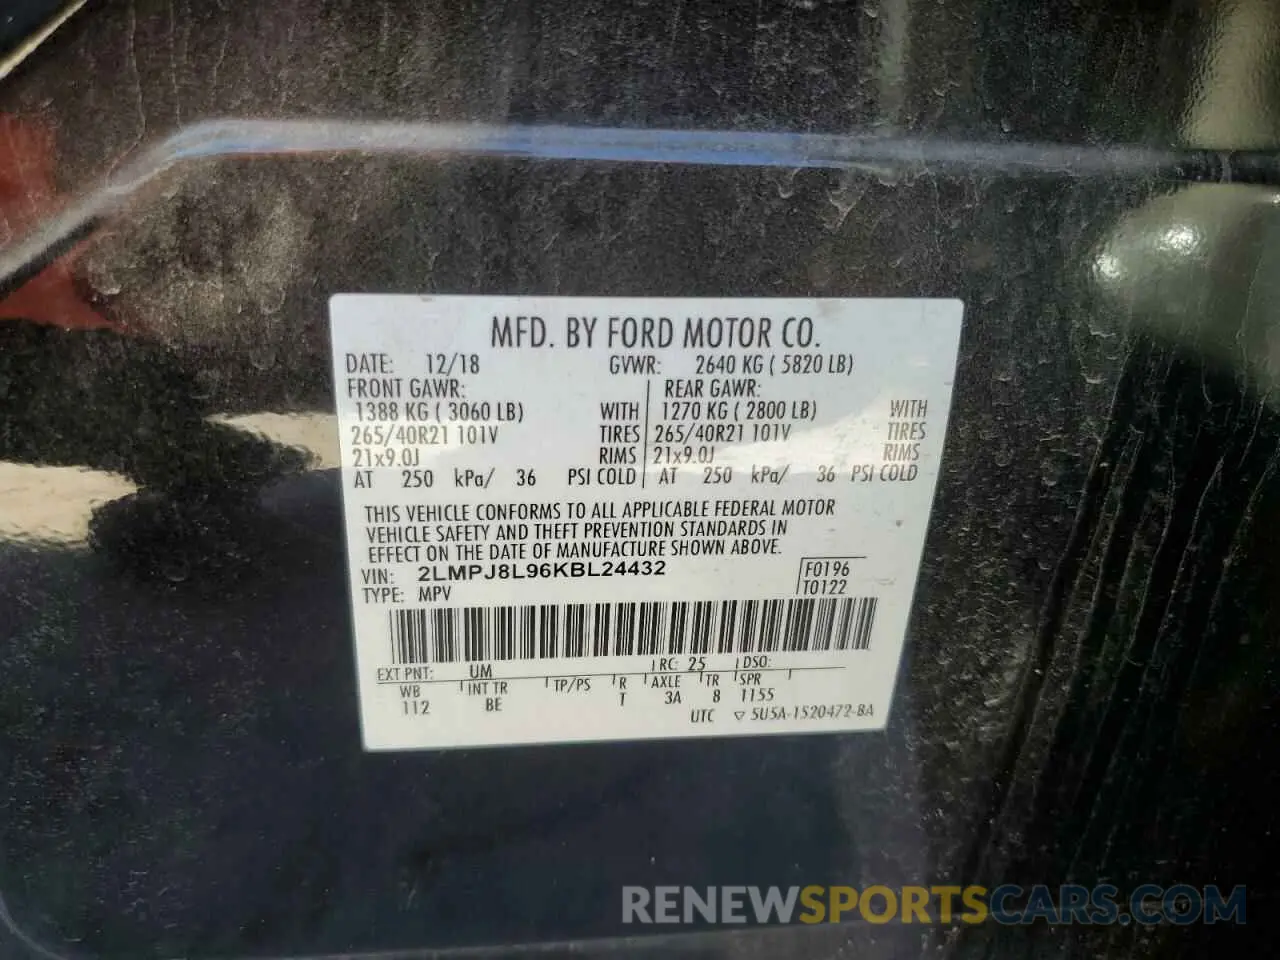 MFD. BY FORD MOTOR CO.
DATE: 12/18 GVWR: 2640 KG ( 5820 LB)
FRONT GAWR: REAR GAWR:
1388 KG ( 3060 LB) WITH 1270 KG ( 2800 LB) WITH
265/40R21 101V TIRES 265/40R21 101V TIRES
21x9.0J RIMS 21x9.0J RIMS
AT 250 kPa/ 36 PSI COLD AT 250 kPa/ 36 PSI COLD
THIS VEHICLE CONFORMS TO ALL APPLICABLE FEDERAL MOTOR
VEHICLE SAFETY AND THEFT PREVENTION STANDARDS IN
EFFECT ON THE DATE OF MANUFACTURE SHOWN ABOVE.
VIN: 2LMPJ8L96KBL24432 F0196
TYPE: MPV T0122
EXT PNT: UM RC: 25 DSO:
WB INT TR TP/PS R AXLE TR SPR
112 BE T 3A 8 1155
UTC ▽ 5U5A-1520472-BA
RENEWSPORTSCARS.COM